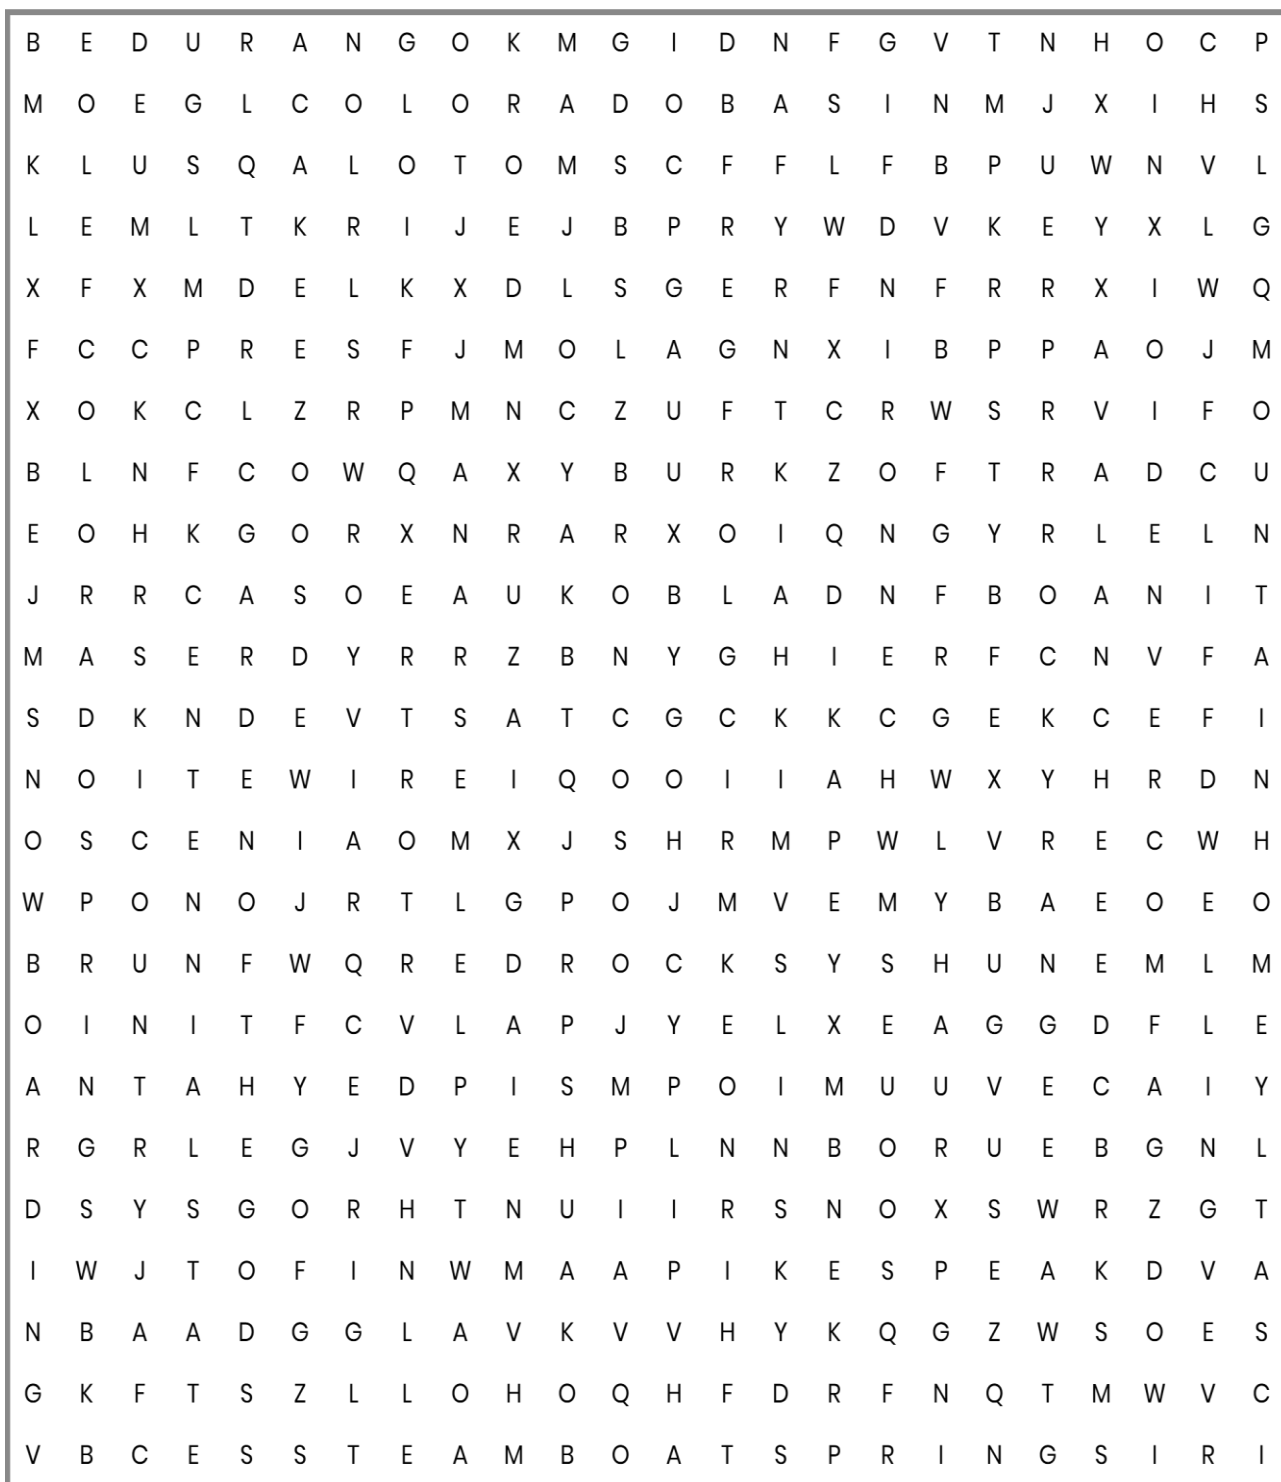 B E D U R A N G O K M G I D N F G V T N H O C P
M O E G L C O L O R A D O B A S I N M J X I H S
K L U S Q A L O T O M S C F F L F B P U W N V L
L E M L T K R I J E J B P R Y W D V K E Y X L G
X F X M D E L K X D L S G E R F N F R R X I W Q
F C C P R E S F J M O L A G N X I B P P A O J M
X O K C L Z R P M N C Z U F T C R W S R V I F O
B L N F C O W Q A X Y B U R K Z O F T R A D C U
E O H K G O R X N R A R X O I Q N G Y R L E L N
J R R C A S O E A U K O B L A D N F B O A N I T
M A S E R D Y R R Z B N Y G H I E R F C N V F A
S D K N D E V T S A T C G C K K C G E K C E F I
N O I T E W I R E I Q O O I I A H W X Y H R D N
O S C E N I A O M X J S H R M P W L V R E C W H
W P O N O J R T L G P O J M V E M Y B A E O E O
B R U N F W Q R E D R O C K S Y S H U N E M L M
O I N I T F C V L A P J Y E L X E A G G D F L E
A N T A H Y E D P I S M P O I M U U V E C A I Y
R G R L E G J V Y E H P L N N B O R U E B G N L
D S Y S G O R H T N U I I R S N O X S W R Z G T
I W J T O F I N W M A A P I K E S P E A K D V A
N B A A D G G L A V K V V H Y K Q G Z W S O E S
G K F T S Z L L O H O Q H F D R F N Q T M W V C
V B C E S S T E A M B O A T S P R I N G S I R I